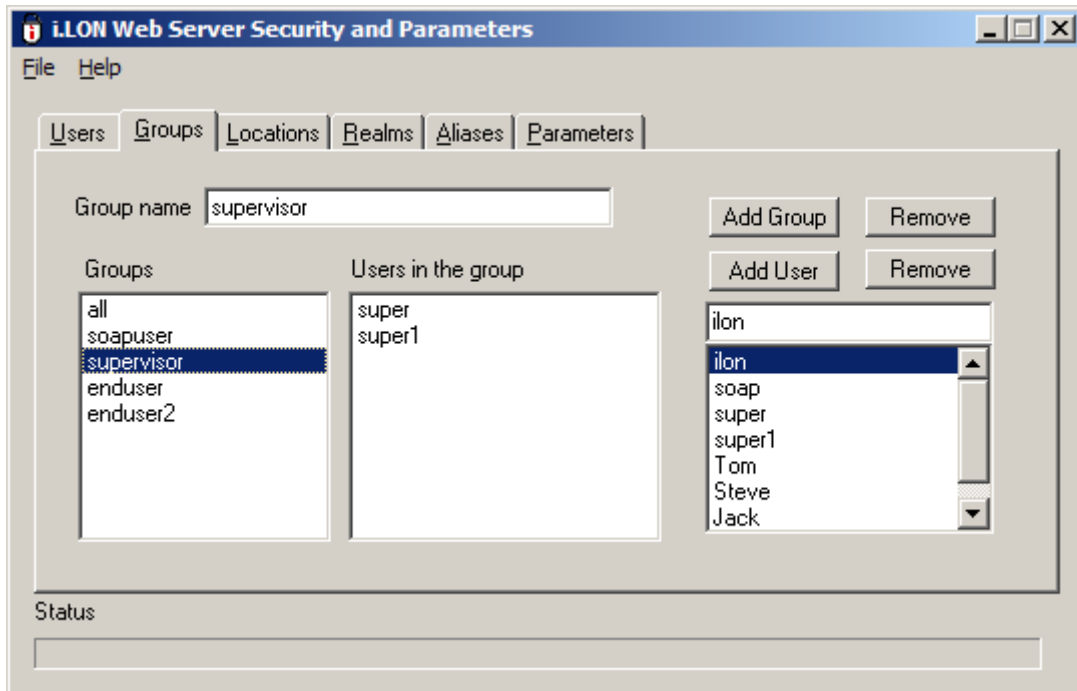 i.LON Web Server Security and Parameters
File Help
Users Groups Locations Realms Aliases Parameters
Group name supervisor
Add Group Remove
Groups Users in the group
Add User Remove
all
soapuser
supervisor
enduser
enduser2
super
super1
ilon
ilon
soap
super
super1
Tom
Steve
Jack
Status